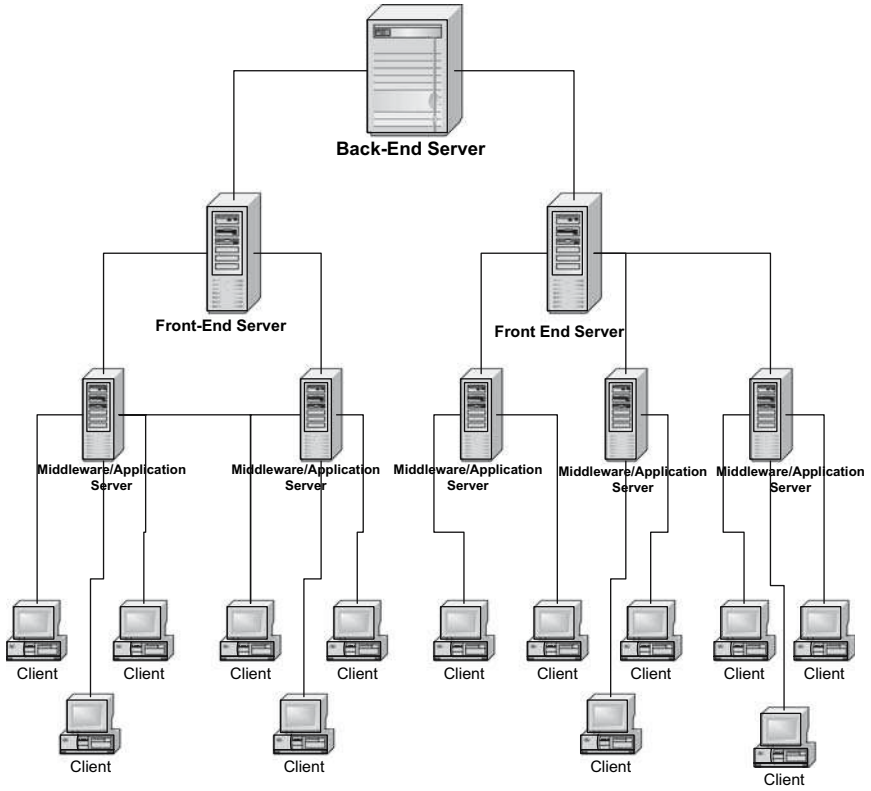 Back-End Server
Front-End Server
Front End Server
Middleware/Application
Server
Middleware/Application
Server
Middleware/Application
Server
Middleware/Application
Server
Middleware/Application
Server
Client
Client
Client
Client
Client
Client
Client
Client
Client
Client
Client
Client
Client